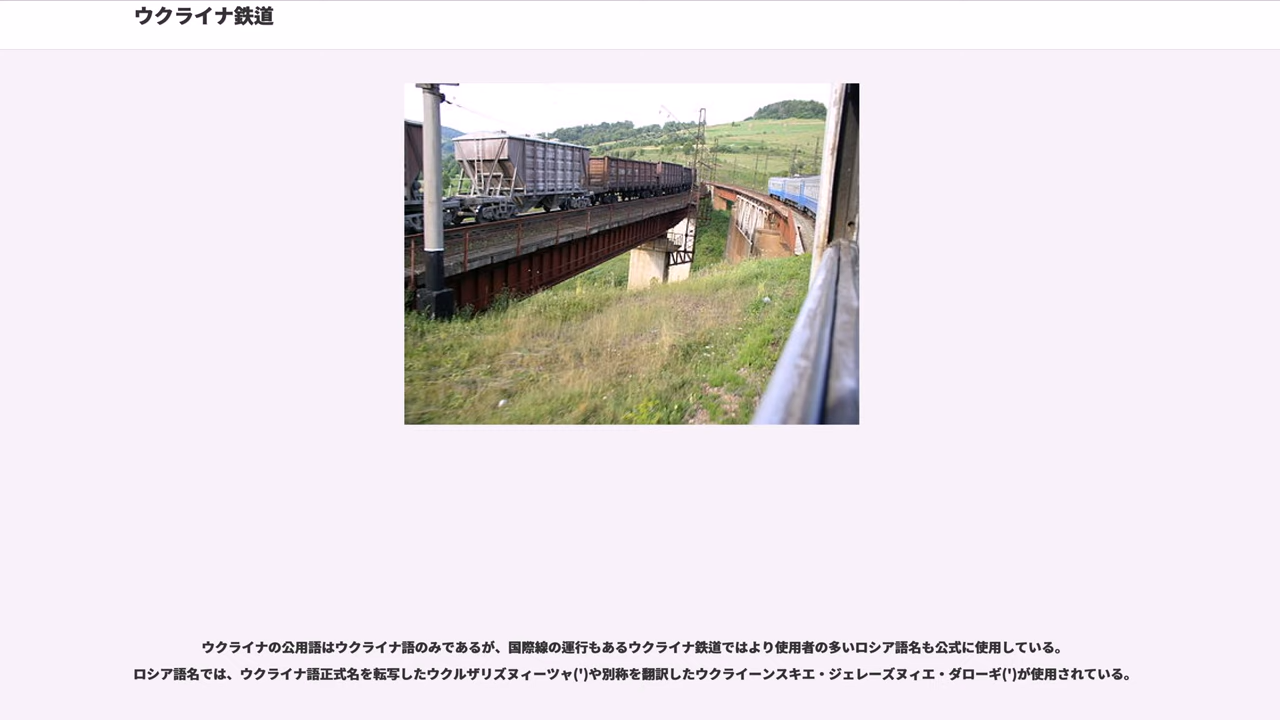 ウクライナ鉄道
ウクライナの公用語はウクライナ語のみであるが、国際線の運行もあるウクライナ鉄道ではより使用者の多いロシア語名も公式に使用している。
ロシア語名では、ウクライナ語正式名を転写したウクルザリズヌィーツャ(')や別称を翻訳したウクライーンスキエ・ジェレーズヌィエ・ダローギ(')が使用されている。